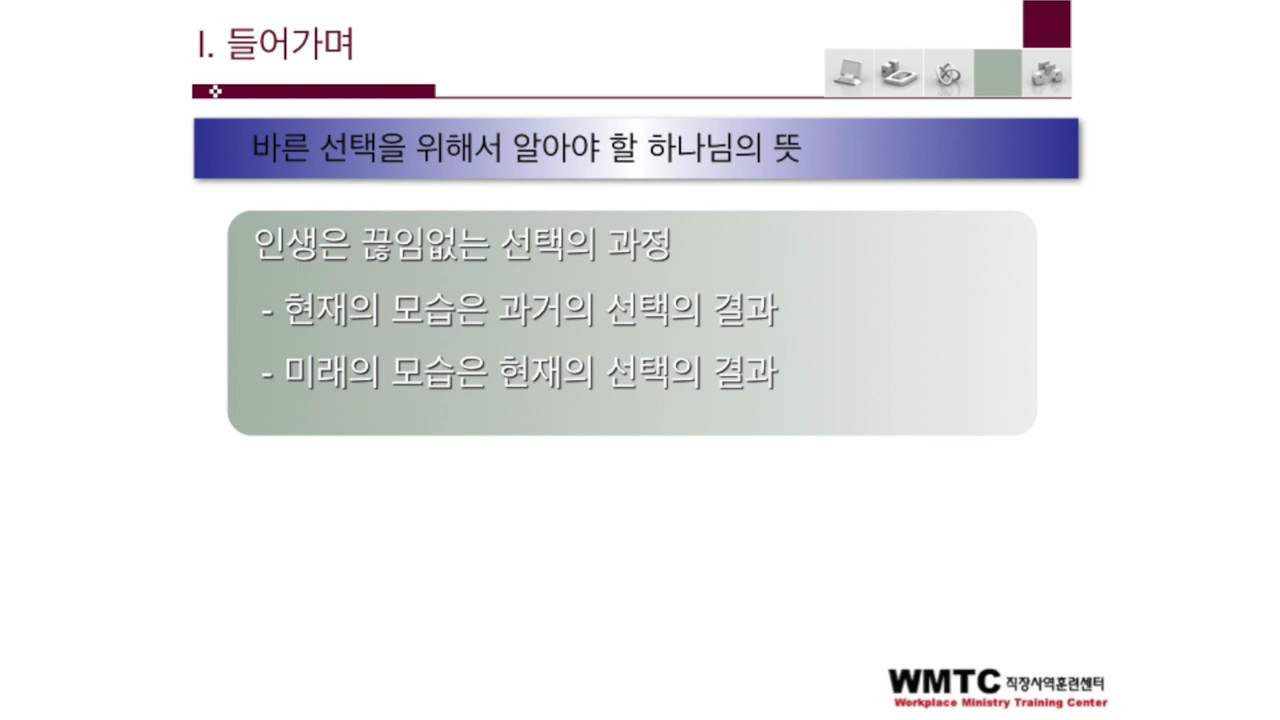 I. 들어가며
바른 선택을 위해서 알아야 할 하나님의 뜻
인생은 끊임없는 선택의 과정
- 현재의 모습은 과거의 선택의 결과
- 미래의 모습은 현재의 선택의 결과
WMTC 직장사역훈련센터
Workplace Ministry Training Center